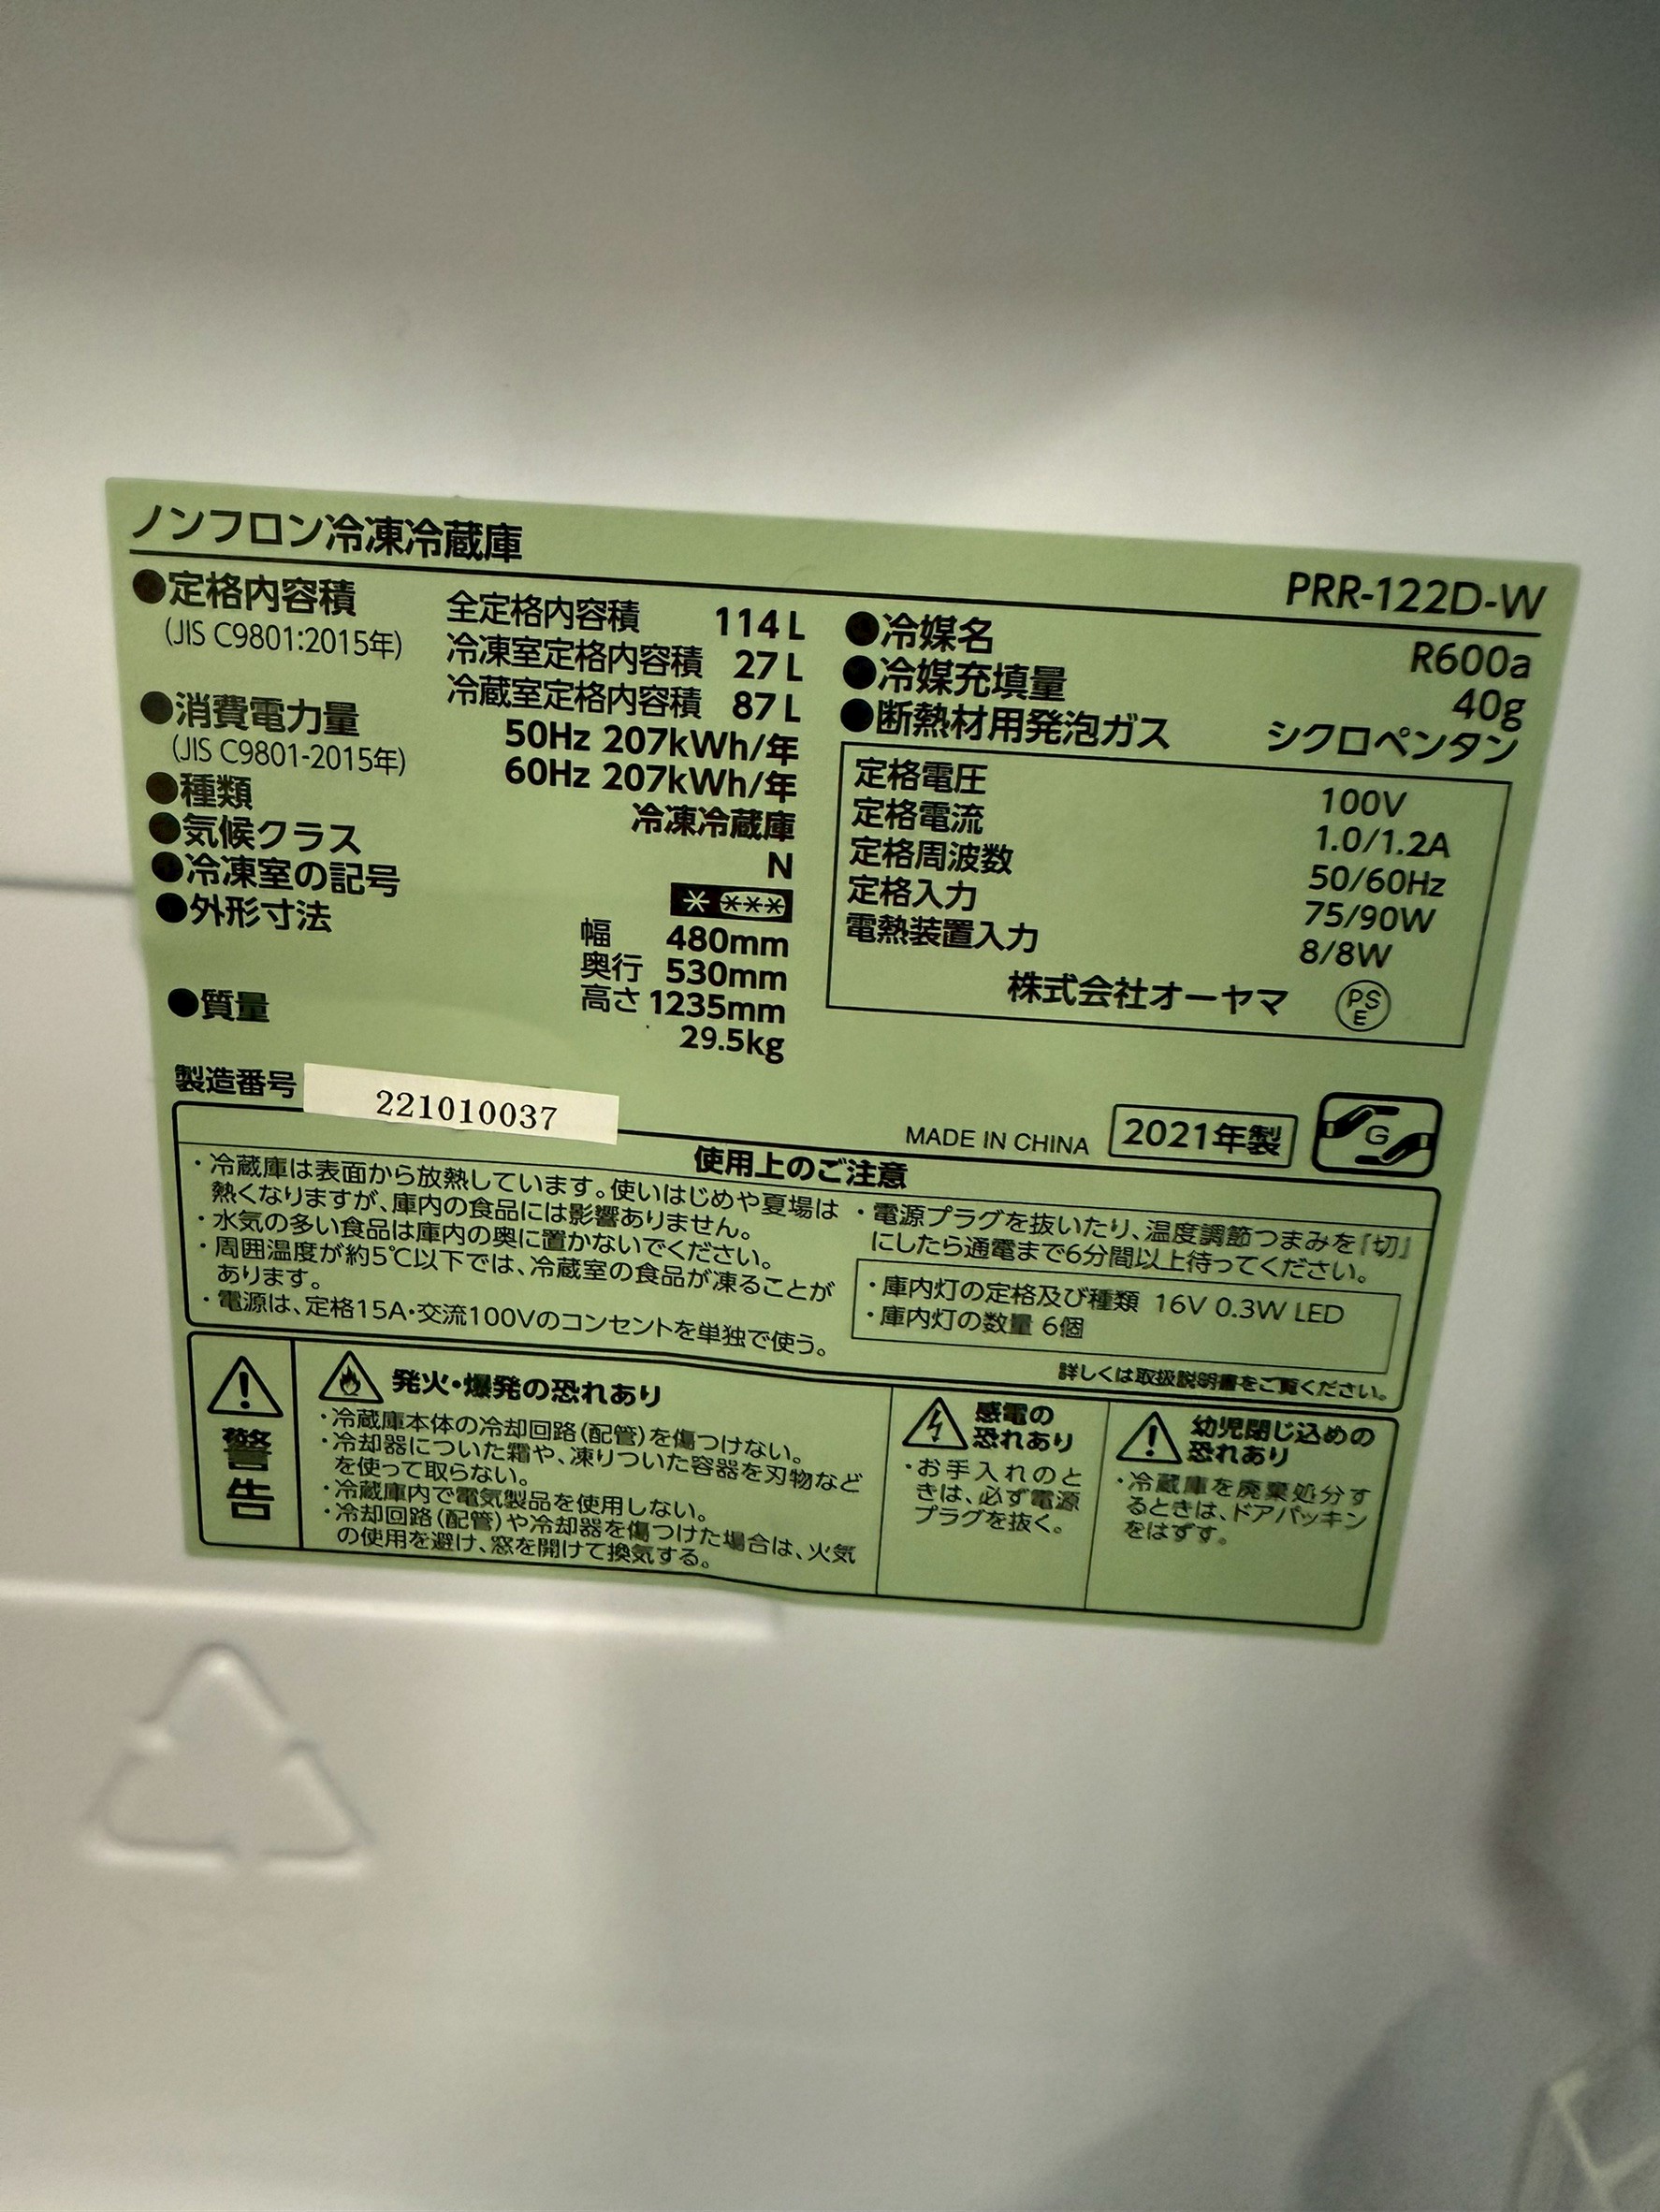 ノンフロン冷凍冷蔵庫
PRR-122D-W
●定格内容積
(JIS C9801:2015年)
全定格内容積 114L
冷凍室定格内容積 27L
冷蔵室定格内容積 87L
●消費電力量
(JIS C9801-2015年)
50Hz 207kWh/年
60Hz 207kWh/年
●種類 冷凍冷蔵庫
●気候クラス N
●冷凍室の記号
●外形寸法 幅 480mm
奥行 530mm
高さ 1235mm
●質量 29.5kg
●冷媒名 R600a
●冷媒充填量 40g
●断熱材用発泡ガス シクロペンタン
定格電圧 100V
定格電流 1.0/1.2A
定格周波数 50/60Hz
定格入力 75/90W
電熱装置入力 8/8W
株式会社オーヤマ
PS
E
製造番号 221010037
MADE IN CHINA 2021年製
G
使用上のご注意
・冷蔵庫は表面から放熱しています。使いはじめや夏場は
熱くなりますが、庫内の食品には影響ありません。
・水気の多い食品は庫内の奥に置かないでください。
・周囲温度が約5℃以下では、冷蔵室の食品が凍ることが
あります。
・電源は、定格15A・交流100Vのコンセントを単独で使う。
・電源プラグを抜いたり、温度調節つまみを「切」
にしたら通電まで6分間以上待ってください。
・庫内灯の定格及び種類 16V 0.3W LED
・庫内灯の数量 6個
詳しくは取扱説明書をご覧ください。
警告
発火・爆発の恐れあり
・冷蔵庫本体の冷却回路(配管)を傷つけない。
・冷却器についた霜や、凍りついた容器を刃物など
を使って取らない。
・冷蔵庫内で電気製品を使用しない。
・冷却回路(配管)や冷却器を傷つけた場合は、火気
の使用を避け、窓を開けて換気する。
感電の
恐れあり
・お手入れのと
きは、必ず電源
プラグを抜く。
幼児閉じ込めの
恐れあり
・冷蔵庫を廃棄処分す
るときは、ドアパッキン
をはずす。